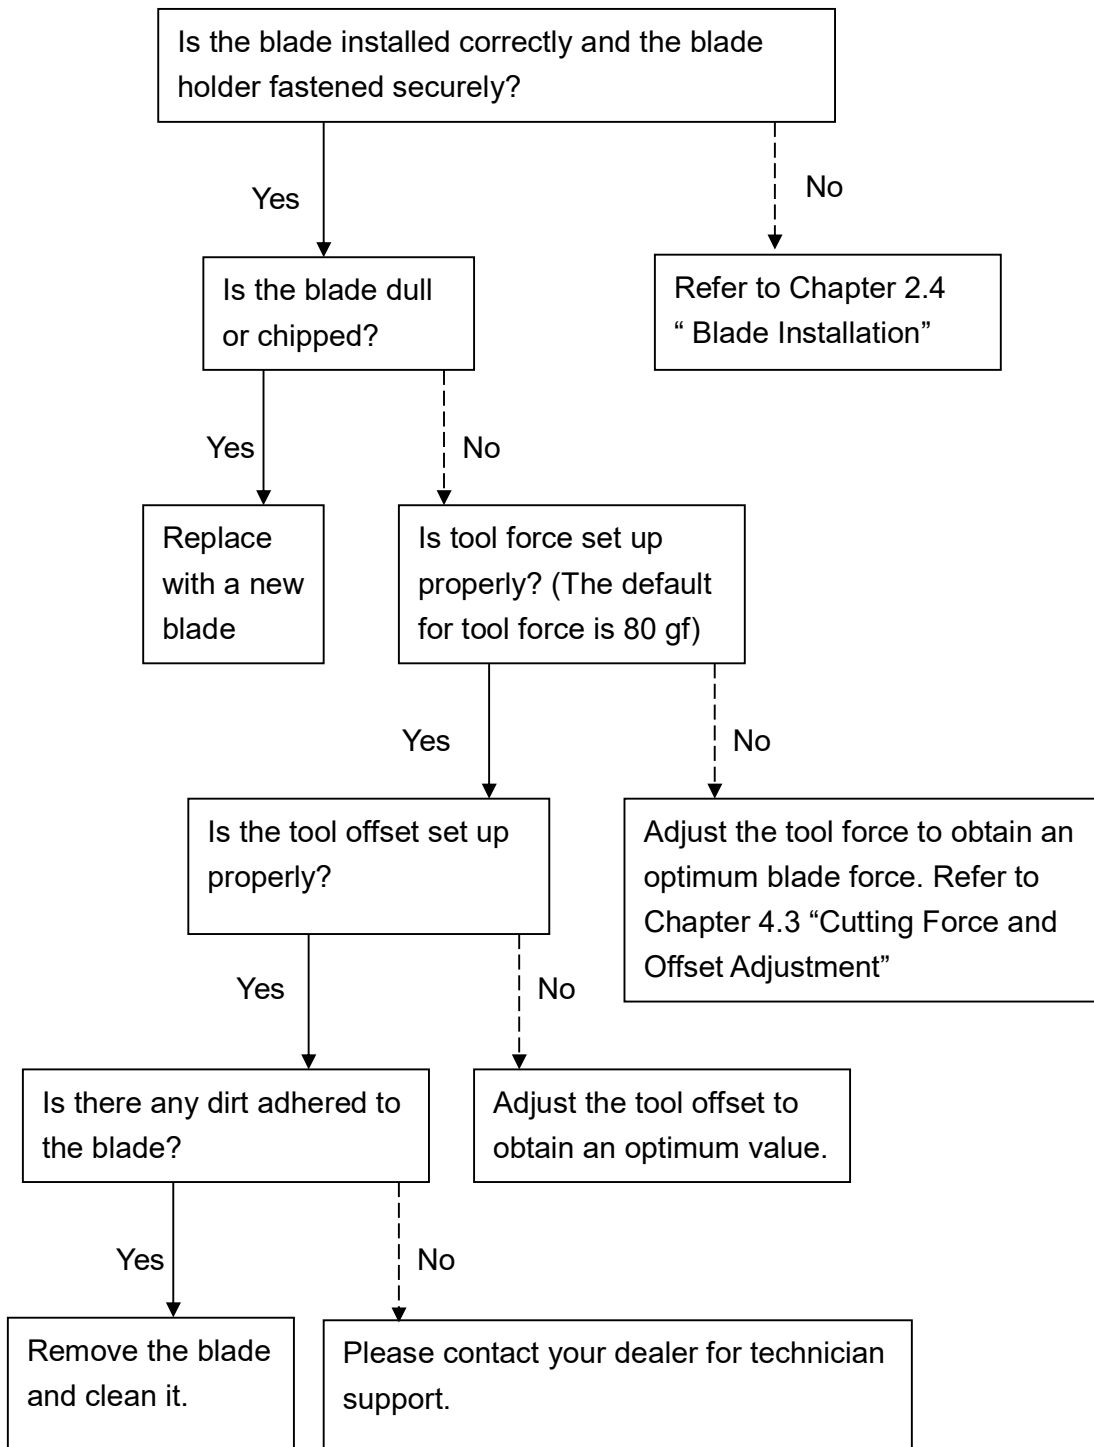 Is the blade installed correctly and the blade
holder fastened securely?
Yes
No
Is the blade dull
or chipped?
Refer to Chapter 2.4
“ Blade Installation”
Yes
No
Replace
with a new
blade
Is tool force set up
properly? (The default
for tool force is 80 gf)
Yes
No
Is the tool offset set up
properly?
Adjust the tool force to obtain an
optimum blade force. Refer to
Chapter 4.3 “Cutting Force and
Offset Adjustment”
Yes
No
Is there any dirt adhered to
the blade?
Adjust the tool offset to
obtain an optimum value.
Yes
No
Remove the blade
and clean it.
Please contact your dealer for technician
support.